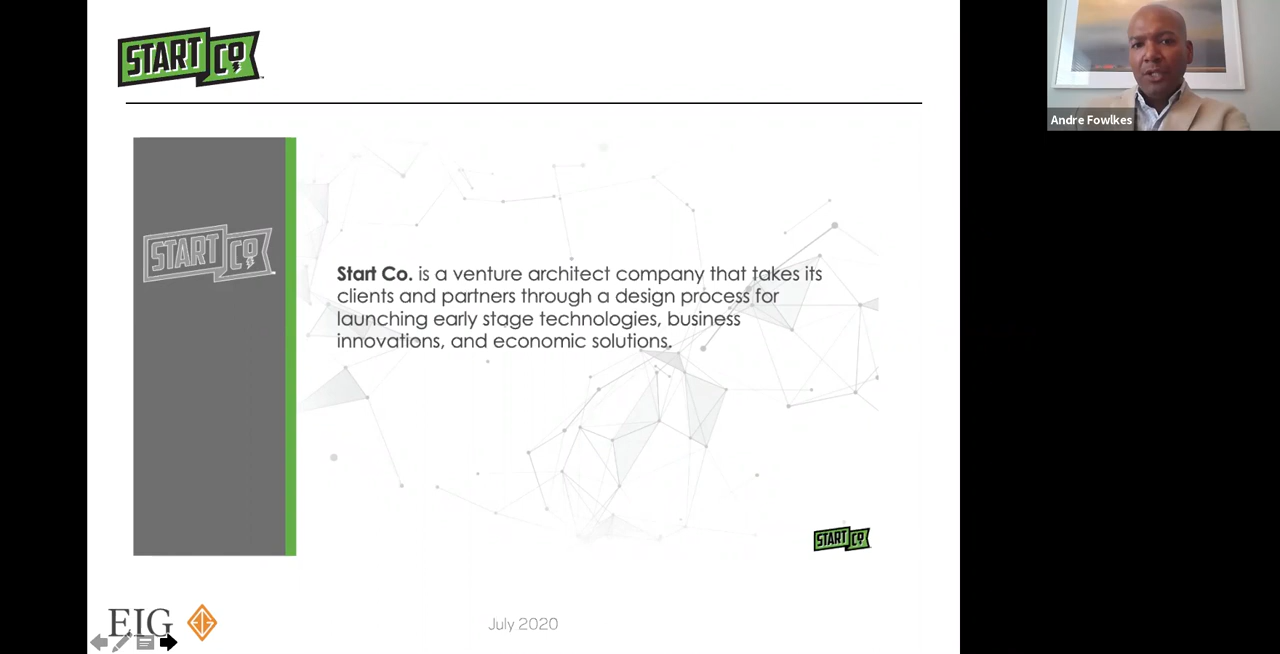 START CO
Andre Fowlkes
START CO
Start Co. is a venture architect company that takes its
clients and partners through a design process for
launching early stage technologies, business
innovations, and economic solutions.
START CO
EIG
EIG
July 2020